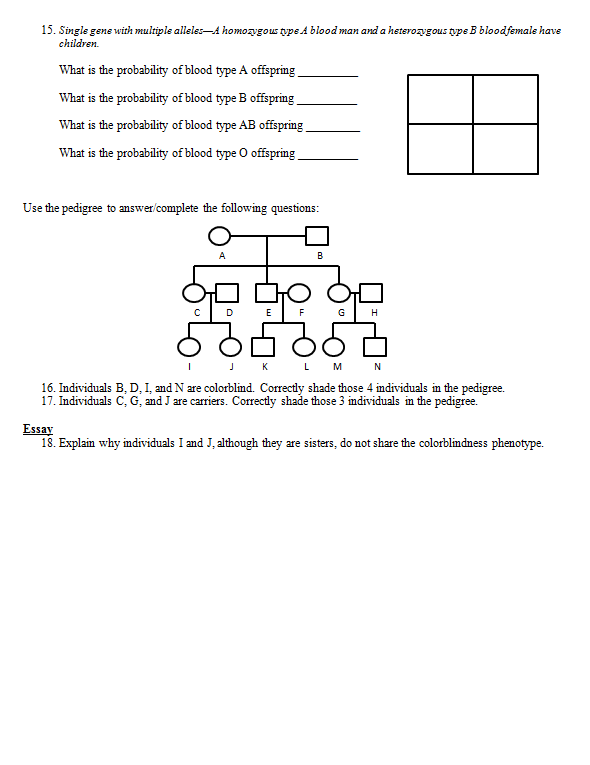 15. Single gene with multiple alleles—A homozygous type A blood man and a heterozygous type B blood female have
children.
What is the probability of blood type A offspring __________
What is the probability of blood type B offspring __________
What is the probability of blood type AB offspring _________
What is the probability of blood type O offspring __________
Use the pedigree to answer/complete the following questions:
A B
C D E F G H
I J K L M N
16. Individuals B, D, I, and N are colorblind. Correctly shade those 4 individuals in the pedigree.
17. Individuals C, G, and J are carriers. Correctly shade those 3 individuals in the pedigree.
Essay
18. Explain why individuals I and J, although they are sisters, do not share the colorblindness phenotype.